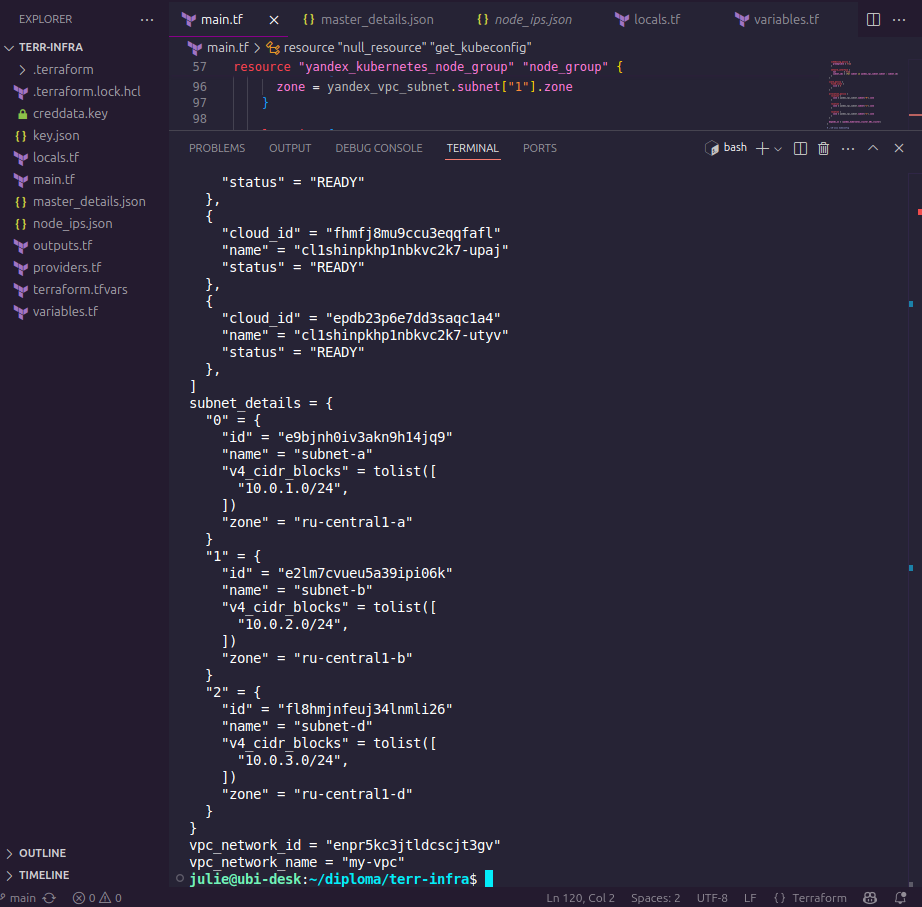 EXPLORER
main.tf
master_details.json
node_ips.json
locals.tf
variables.tf
TERR-INFRA
.terraform
.terraform.lock.hcl
creddata.key
key.json
locals.tf
main.tf
master_details.json
node_ips.json
outputs.tf
providers.tf
terraform.tfvars
variables.tf
main.tf > resource "null_resource" "get_kubeconfig"
57 resource "yandex_kubernetes_node_group" "node_group" {
96 zone = yandex_vpc_subnet.subnet["1"].zone
97 }
98
PROBLEMS OUTPUT DEBUG CONSOLE TERMINAL PORTS bash
"status" = "READY"
},
{
"cloud_id" = "fhmfj8mu9ccu3eqqfafl"
"name" = "cl1shinpkhp1nbkvc2k7-upaj"
"status" = "READY"
},
{
"cloud_id" = "epdb23p6e7dd3saqc1a4"
"name" = "cl1shinpkhp1nbkvc2k7-utyv"
"status" = "READY"
},
]
subnet_details = {
"0" = {
"id" = "e9bjnh0iv3akn9h14jq9"
"name" = "subnet-a"
"v4_cidr_blocks" = tolist([
"10.0.1.0/24",
])
"zone" = "ru-central1-a"
}
"1" = {
"id" = "e2lm7cvueu5a39ipi06k"
"name" = "subnet-b"
"v4_cidr_blocks" = tolist([
"10.0.2.0/24",
])
"zone" = "ru-central1-b"
}
"2" = {
"id" = "fl8hmjnfeuj34lnmli26"
"name" = "subnet-d"
"v4_cidr_blocks" = tolist([
"10.0.3.0/24",
])
"zone" = "ru-central1-d"
}
}
vpc_network_id = "enpr5kc3jtldcscjt3gv"
vpc_network_name = "my-vpc"
julie@ubi-desk:~/diploma/terr-infra$
OUTLINE
TIMELINE
main 0 0 Ln 120, Col 2 Spaces: 2 UTF-8 LF {} Terraform